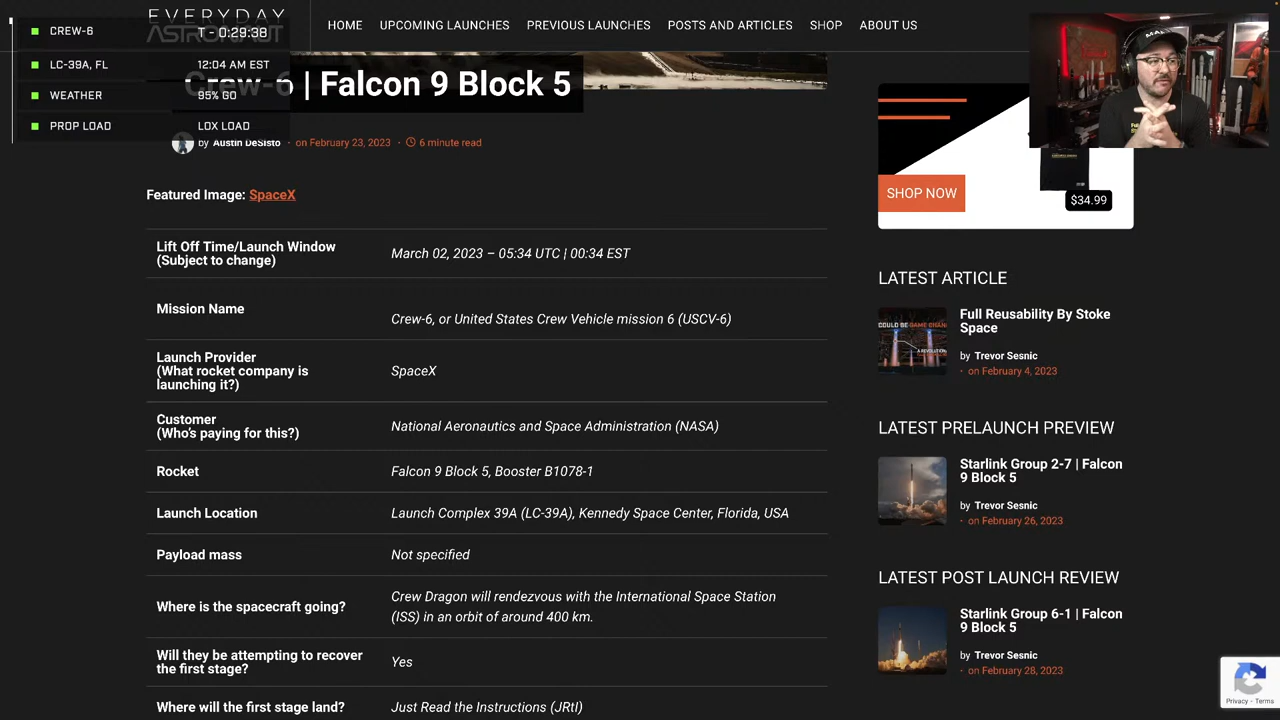 EVERYDAY
ASTRONAUT
HOME
UPCOMING LAUNCHES
PREVIOUS LAUNCHES
POSTS AND ARTICLES
SHOP
ABOUT US
CREW-6
T - 0:29:38
LC-39A, FL
12:04 AM EST
WEATHER
95% GO
PROP LOAD
LOX LOAD
Crew-6 | Falcon 9 Block 5
by Austin DeSisto · on February 23, 2023 · 6 minute read
Featured Image: SpaceX
Lift Off Time/Launch Window
(Subject to change)
March 02, 2023 – 05:34 UTC | 00:34 EST
Mission Name
Crew-6, or United States Crew Vehicle mission 6 (USCV-6)
Launch Provider
(What rocket company is
launching it?)
SpaceX
Customer
(Who's paying for this?)
National Aeronautics and Space Administration (NASA)
Rocket
Falcon 9 Block 5, Booster B1078-1
Launch Location
Launch Complex 39A (LC-39A), Kennedy Space Center, Florida, USA
Payload mass
Not specified
Where is the spacecraft going?
Crew Dragon will rendezvous with the International Space Station
(ISS) in an orbit of around 400 km.
Will they be attempting to recover
the first stage?
Yes
Where will the first stage land?
Just Read the Instructions (JRTI)
SHOP NOW
$34.99
LATEST ARTICLE
Full Reusability By Stoke
Space
by Trevor Sesnic
· on February 4, 2023
LATEST PRELAUNCH PREVIEW
Starlink Group 2-7 | Falcon
9 Block 5
by Trevor Sesnic
· on February 26, 2023
LATEST POST LAUNCH REVIEW
Starlink Group 6-1 | Falcon
9 Block 5
by Trevor Sesnic
· on February 28, 2023
Privacy - Terms